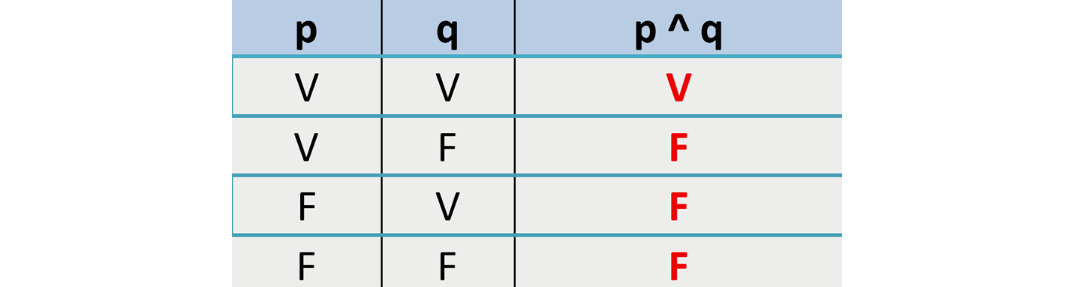 p q p ^ q
V V V
V F F
F V F
F F F